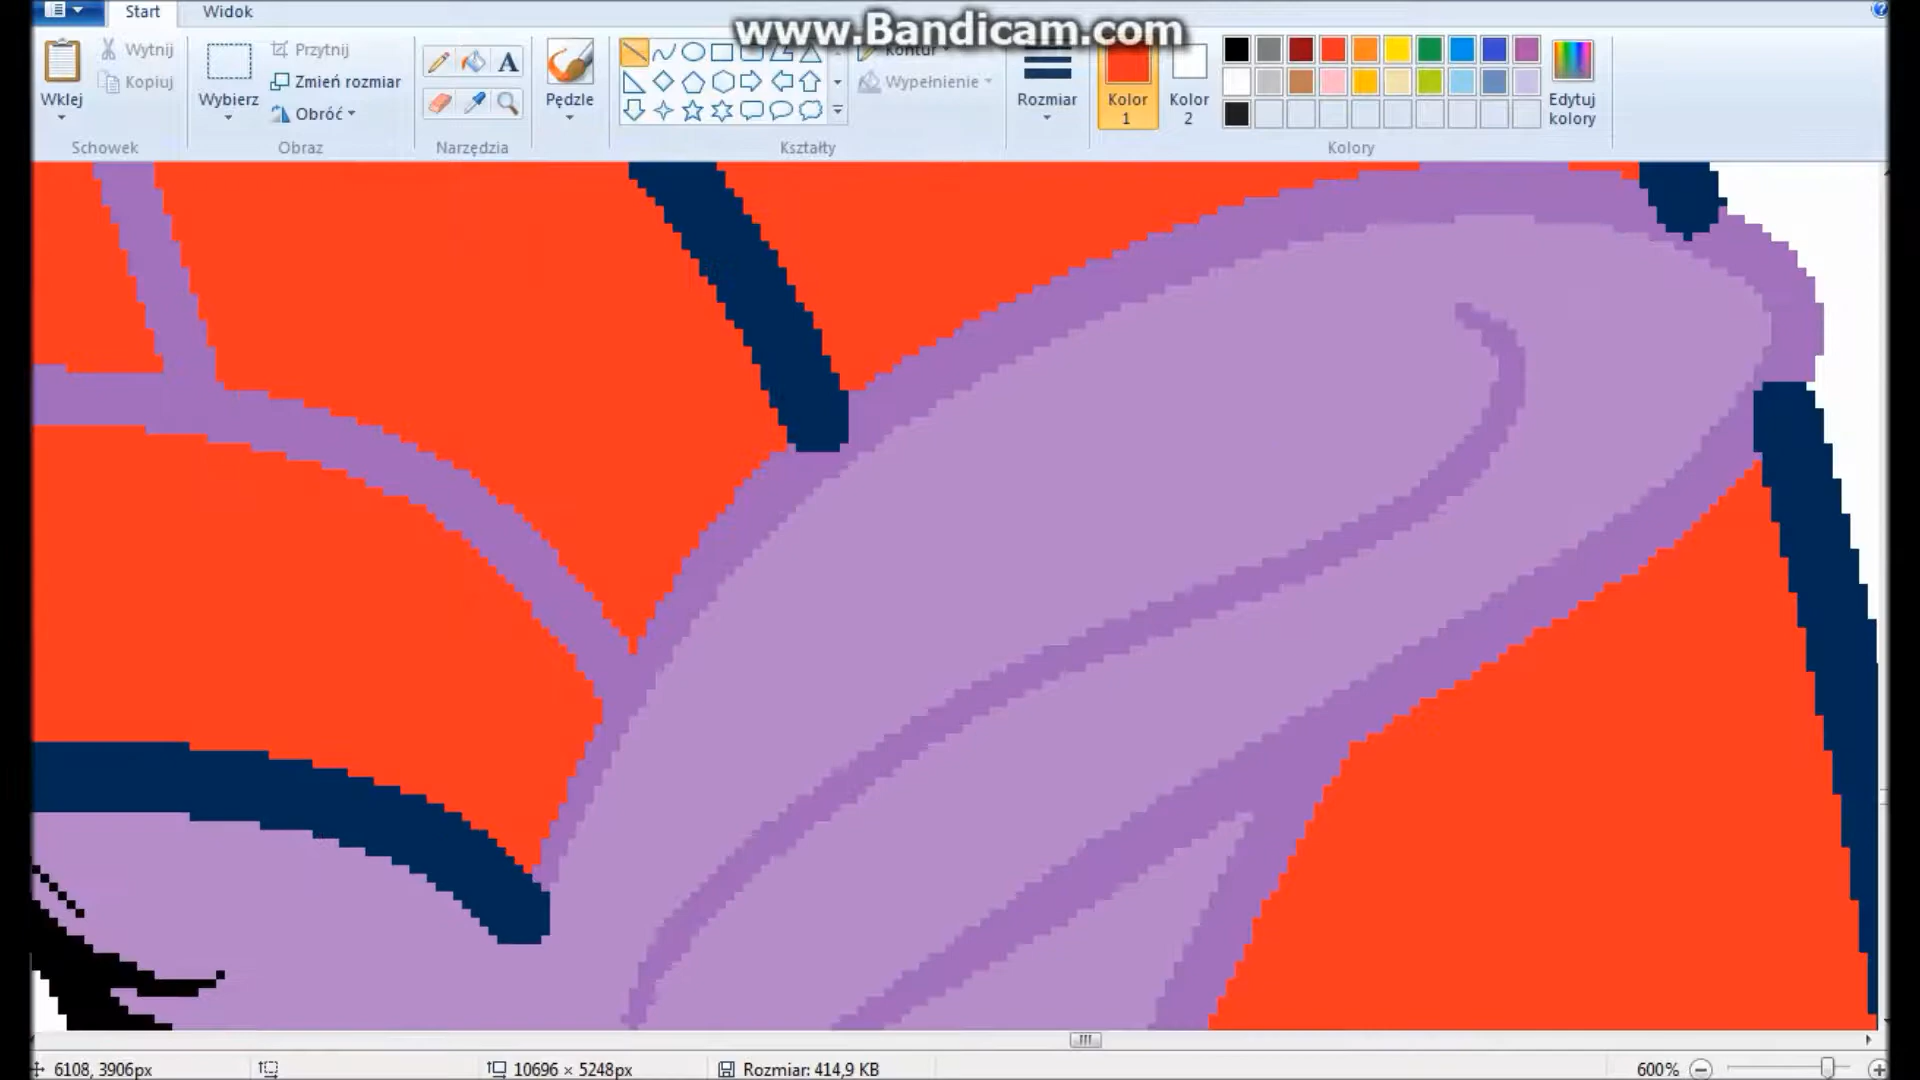 Start Widok
www.Bandicam.com
Wytnij
Kopiuj
Wklej
Schowek
Przytnij
Zmień rozmiar
Obróć
Wybierz
Obraz
A
Narzędzia
Pędzle
Kontur
Wypełnienie
Kształty
Rozmiar
Kolor 1
Kolor 2
Edytuj kolory
Kolory
6108, 3906px
10696 × 5248px
Rozmiar: 414,9 KB
600%